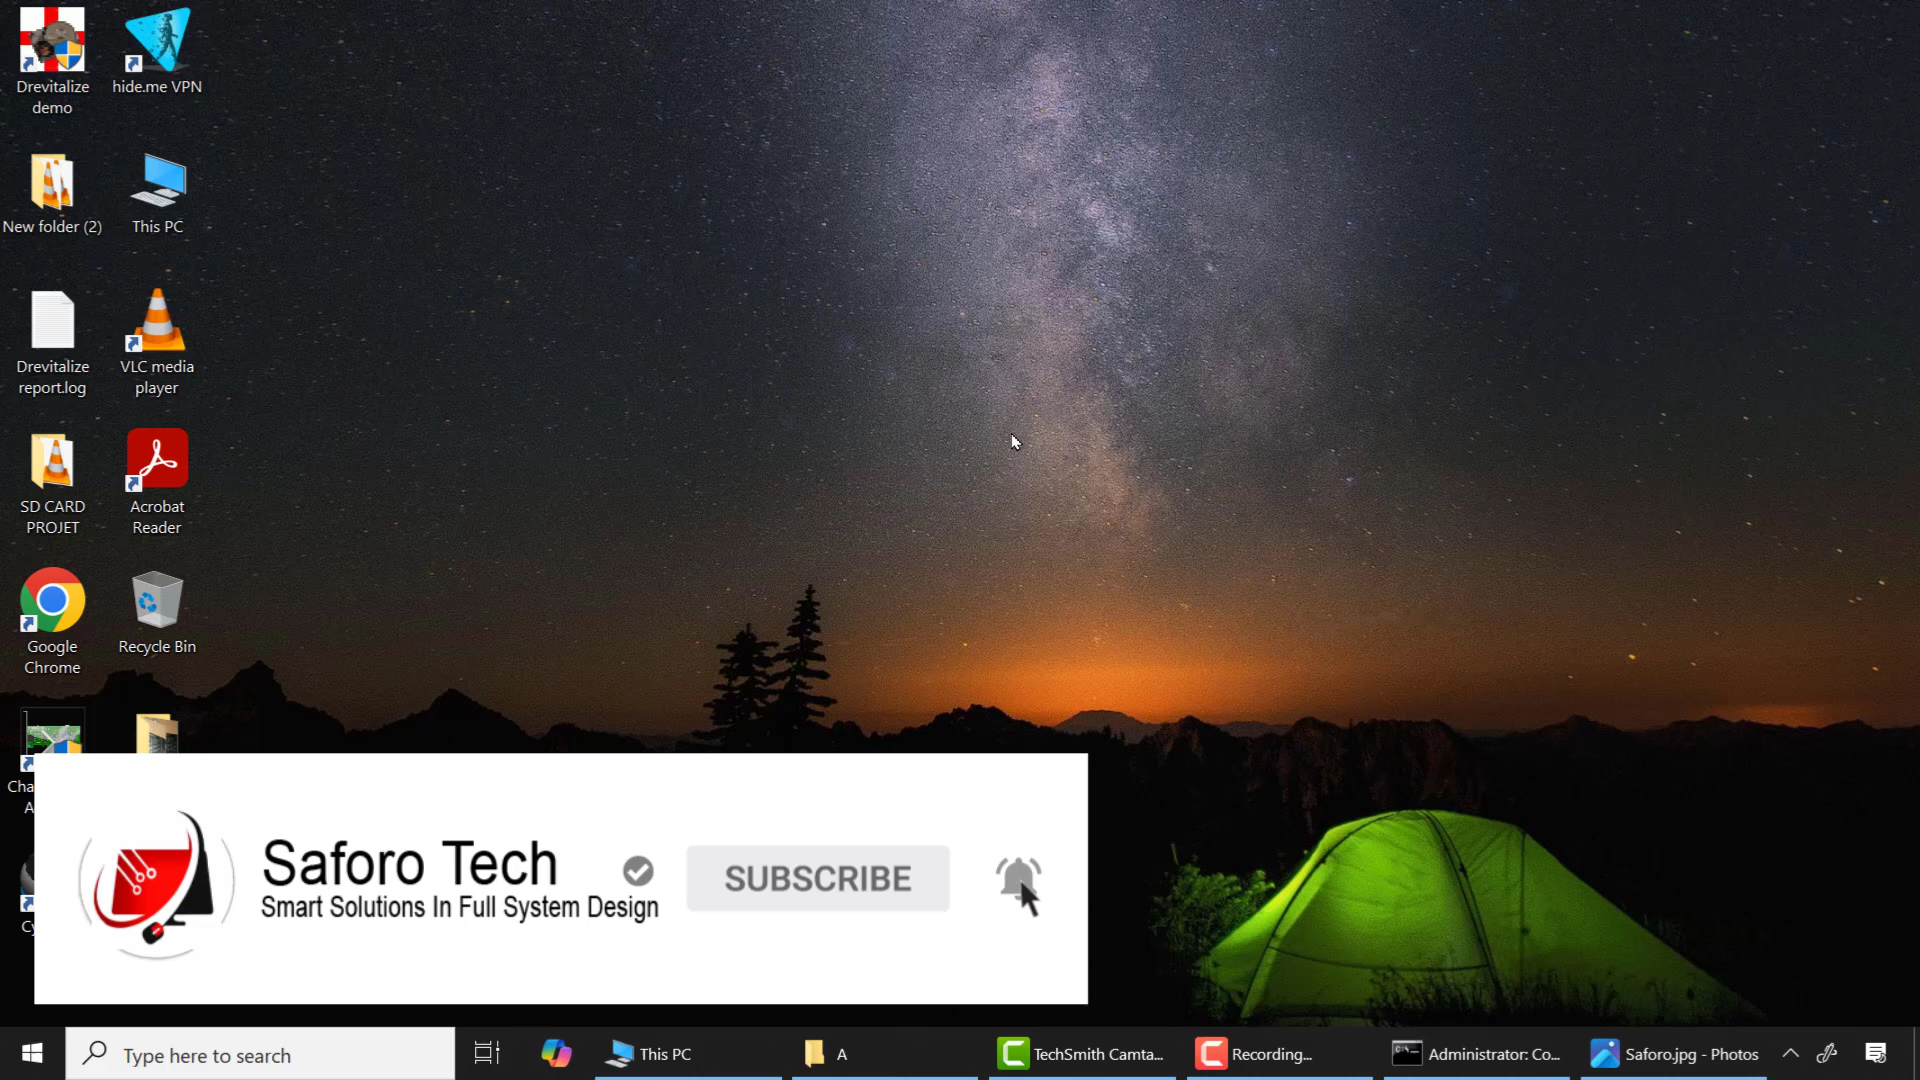 Drevitalize
demo
hide.me VPN
New folder (2)
This PC
Drevitalize
report.log
VLC media
player
SD CARD
PROJET
Acrobat
Reader
Google
Chrome
Recycle Bin
Cha
A
Cy
Saforo Tech
Smart Solutions In Full System Design
SUBSCRIBE
Type here to search
This PC
A
TechSmith Camta...
Recording...
Administrator: Co...
Saforo.jpg - Photos